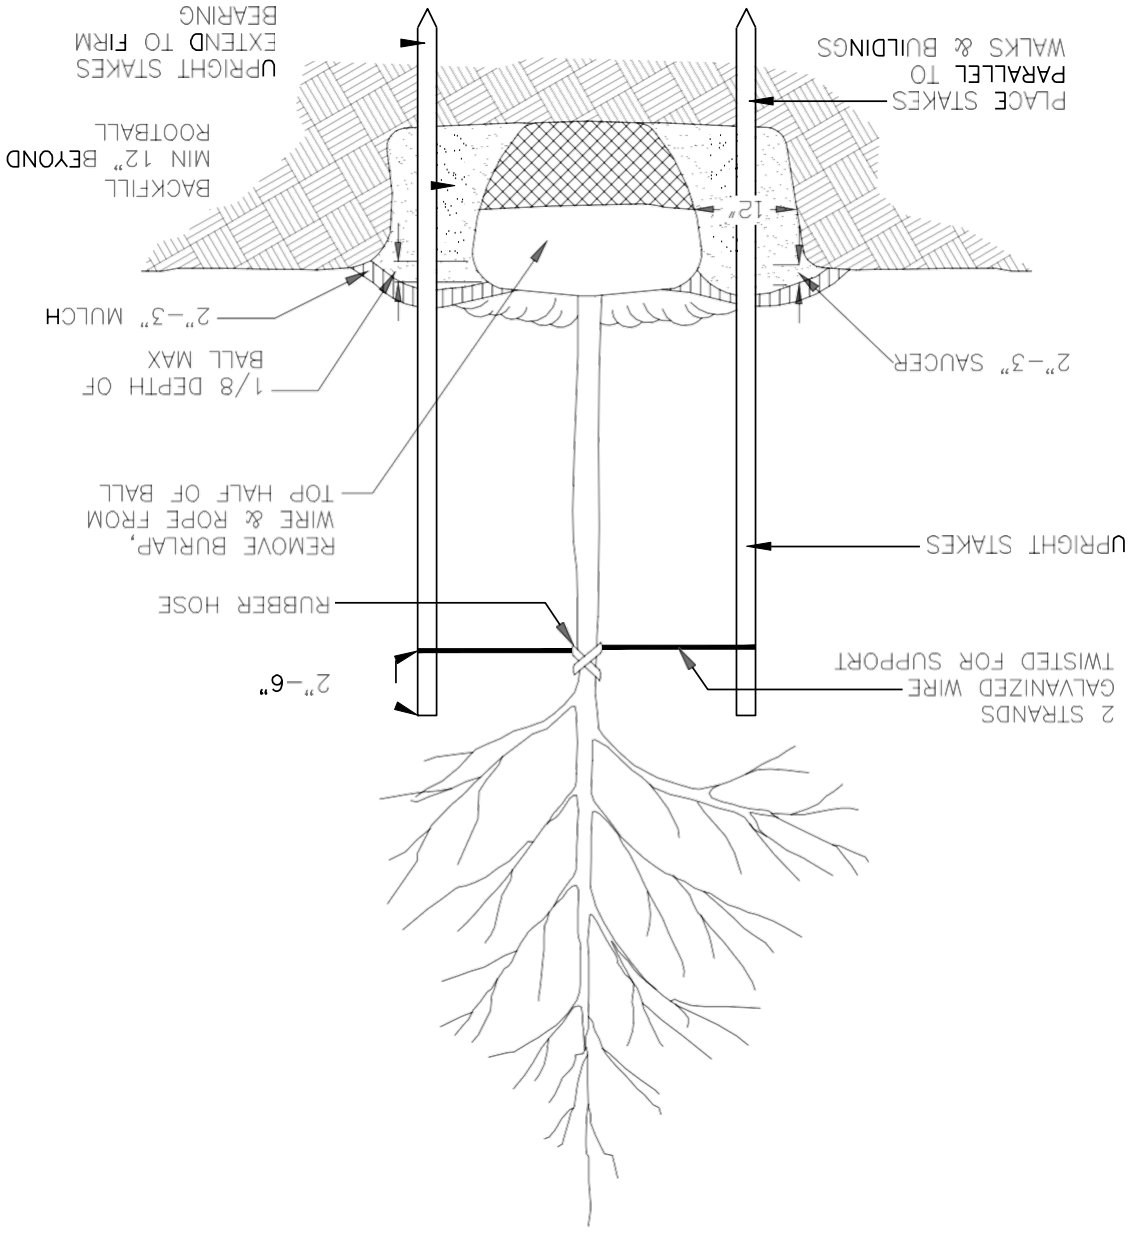 2 STRANDS
GALVANIZED WIRE
TWISTED FOR SUPPORT
UPRIGHT STAKES
2"-3" SAUCER
12"
PLACE STAKES
PARALLEL TO
WALKS & BUILDINGS
2"-6"
RUBBER HOSE
REMOVE BURLAP,
WIRE & ROPE FROM
TOP HALF OF BALL
1/8 DEPTH OF
BALL MAX
2"-3" MULCH
BACKFILL
MIN 12" BEYOND
ROOTBALL
UPRIGHT STAKES
EXTEND TO FIRM
BEARING